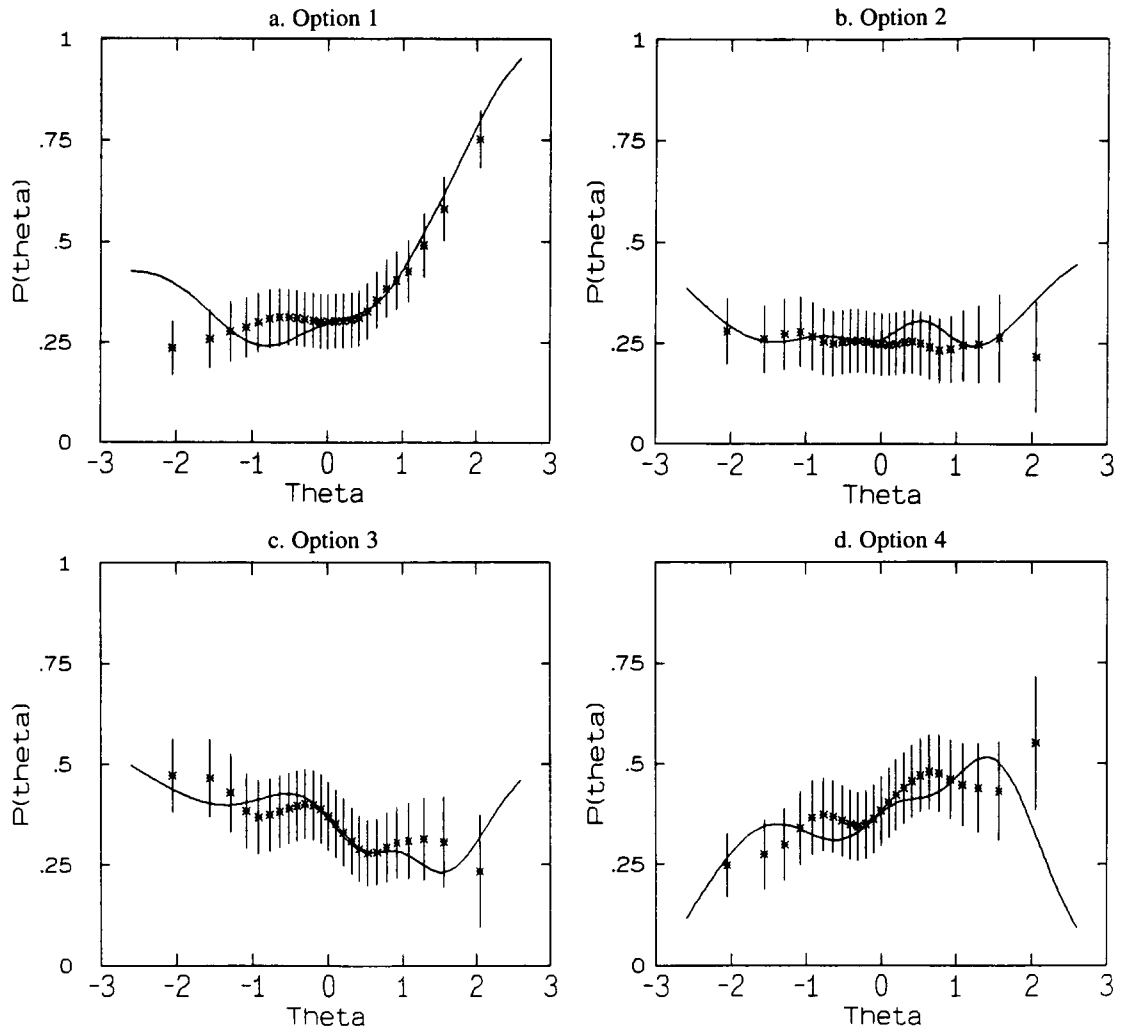 a. Option 1
1
.75
.5
.25
0
P(theta)
-3 -2 -1 0 1 2 3
Theta
b. Option 2
1
.75
.5
.25
0
P(theta)
-3 -2 -1 0 1 2 3
Theta
c. Option 3
1
.75
.5
.25
0
P(theta)
-3 -2 -1 0 1 2 3
Theta
d. Option 4
1
.75
.5
.25
0
P(theta)
-3 -2 -1 0 1 2 3
Theta